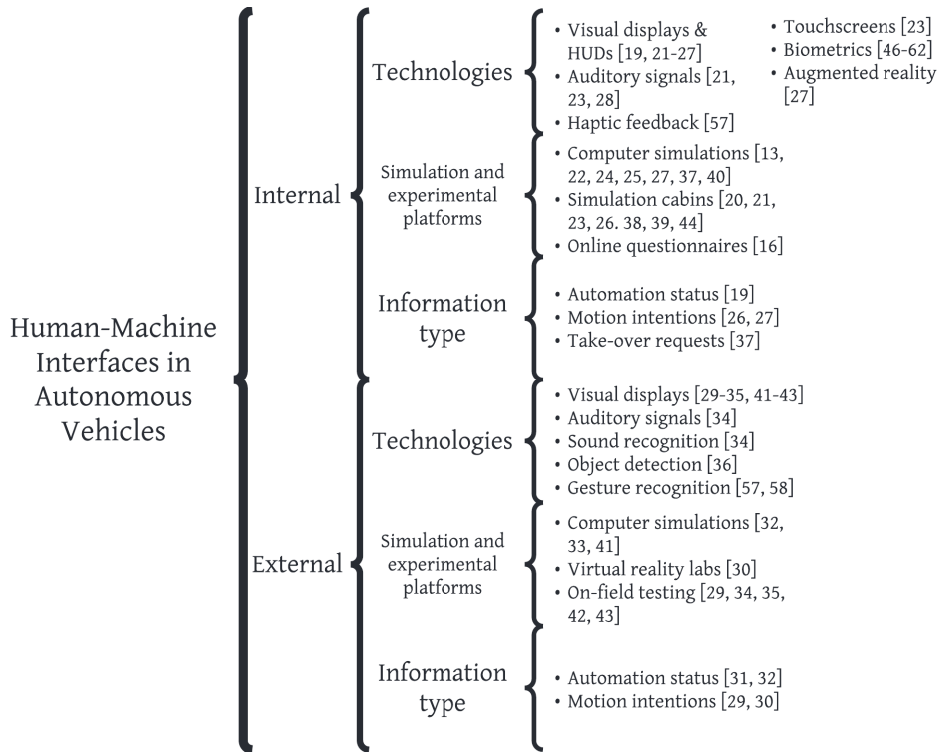 Human-Machine
Interfaces in
Autonomous
Vehicles
Internal
Technologies
• Visual displays &
HUDs [19, 21-27]
• Auditory signals [21,
23, 28]
• Haptic feedback [57]
• Touchscreens [23]
• Biometrics [46-62]
• Augmented reality
[27]
Simulation and
experimental
platforms
• Computer simulations [13,
22, 24, 25, 27, 37, 40]
• Simulation cabins [20, 21,
23, 26. 38, 39, 44]
• Online questionnaires [16]
Information
type
• Automation status [19]
• Motion intentions [26, 27]
• Take-over requests [37]
External
Technologies
• Visual displays [29-35, 41-43]
• Auditory signals [34]
• Sound recognition [34]
• Object detection [36]
• Gesture recognition [57, 58]
Simulation and
experimental
platforms
• Computer simulations [32,
33, 41]
• Virtual reality labs [30]
• On-field testing [29, 34, 35,
42, 43]
Information
type
• Automation status [31, 32]
• Motion intentions [29, 30]